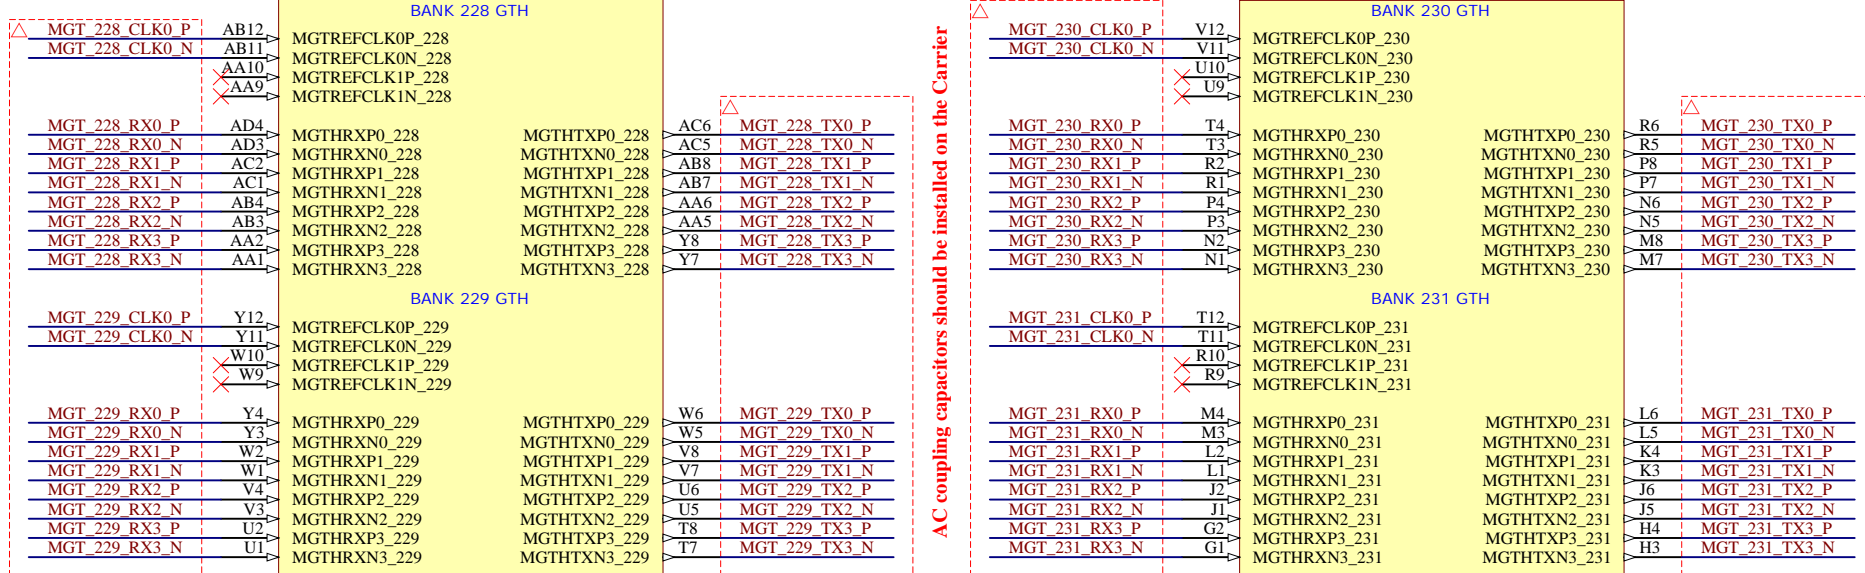 BANK 228 GTH
MGT_228_CLK0_P AB12 MGTREFCLK0P_228
MGT_228_CLK0_N AB11 MGTREFCLK0N_228
AA10 MGTREFCLK1P_228
AA9 MGTREFCLK1N_228
MGT_228_RX0_P AD4 MGTHRXP0_228 MGTHTXP0_228 AC6 MGT_228_TX0_P
MGT_228_RX0_N AD3 MGTHRXN0_228 MGTHTXN0_228 AC5 MGT_228_TX0_N
MGT_228_RX1_P AC2 MGTHRXP1_228 MGTHTXP1_228 AB8 MGT_228_TX1_P
MGT_228_RX1_N AC1 MGTHRXN1_228 MGTHTXN1_228 AB7 MGT_228_TX1_N
MGT_228_RX2_P AB4 MGTHRXP2_228 MGTHTXP2_228 AA6 MGT_228_TX2_P
MGT_228_RX2_N AB3 MGTHRXN2_228 MGTHTXN2_228 AA5 MGT_228_TX2_N
MGT_228_RX3_P AA2 MGTHRXP3_228 MGTHTXP3_228 Y8 MGT_228_TX3_P
MGT_228_RX3_N AA1 MGTHRXN3_228 MGTHTXN3_228 Y7 MGT_228_TX3_N
BANK 229 GTH
MGT_229_CLK0_P Y12 MGTREFCLK0P_229
MGT_229_CLK0_N Y11 MGTREFCLK0N_229
W10 MGTREFCLK1P_229
W9 MGTREFCLK1N_229
MGT_229_RX0_P Y4 MGTHRXP0_229 MGTHTXP0_229 W6 MGT_229_TX0_P
MGT_229_RX0_N Y3 MGTHRXN0_229 MGTHTXN0_229 W5 MGT_229_TX0_N
MGT_229_RX1_P W2 MGTHRXP1_229 MGTHTXP1_229 V8 MGT_229_TX1_P
MGT_229_RX1_N W1 MGTHRXN1_229 MGTHTXN1_229 V7 MGT_229_TX1_N
MGT_229_RX2_P V4 MGTHRXP2_229 MGTHTXP2_229 U6 MGT_229_TX2_P
MGT_229_RX2_N V3 MGTHRXN2_229 MGTHTXN2_229 U5 MGT_229_TX2_N
MGT_229_RX3_P U2 MGTHRXP3_229 MGTHTXP3_229 T8 MGT_229_TX3_P
MGT_229_RX3_N U1 MGTHRXN3_229 MGTHTXN3_229 T7 MGT_229_TX3_N
AC coupling capacitors should be installed on the Carrier
BANK 230 GTH
MGT_230_CLK0_P V12 MGTREFCLK0P_230
MGT_230_CLK0_N V11 MGTREFCLK0N_230
U10 MGTREFCLK1P_230
U9 MGTREFCLK1N_230
MGT_230_RX0_P T4 MGTHRXP0_230 MGTHTXP0_230 R6 MGT_230_TX0_P
MGT_230_RX0_N T3 MGTHRXN0_230 MGTHTXN0_230 R5 MGT_230_TX0_N
MGT_230_RX1_P R2 MGTHRXP1_230 MGTHTXP1_230 P8 MGT_230_TX1_P
MGT_230_RX1_N R1 MGTHRXN1_230 MGTHTXN1_230 P7 MGT_230_TX1_N
MGT_230_RX2_P P4 MGTHRXP2_230 MGTHTXP2_230 N6 MGT_230_TX2_P
MGT_230_RX2_N P3 MGTHRXN2_230 MGTHTXN2_230 N5 MGT_230_TX2_N
MGT_230_RX3_P N2 MGTHRXP3_230 MGTHTXP3_230 M8 MGT_230_TX3_P
MGT_230_RX3_N N1 MGTHRXN3_230 MGTHTXN3_230 M7 MGT_230_TX3_N
BANK 231 GTH
MGT_231_CLK0_P T12 MGTREFCLK0P_231
MGT_231_CLK0_N T11 MGTREFCLK0N_231
R10 MGTREFCLK1P_231
R9 MGTREFCLK1N_231
MGT_231_RX0_P M4 MGTHRXP0_231 MGTHTXP0_231 L6 MGT_231_TX0_P
MGT_231_RX0_N M3 MGTHRXN0_231 MGTHTXN0_231 L5 MGT_231_TX0_N
MGT_231_RX1_P L2 MGTHRXP1_231 MGTHTXP1_231 K4 MGT_231_TX1_P
MGT_231_RX1_N L1 MGTHRXN1_231 MGTHTXN1_231 K3 MGT_231_TX1_N
MGT_231_RX2_P J2 MGTHRXP2_231 MGTHTXP2_231 J6 MGT_231_TX2_P
MGT_231_RX2_N J1 MGTHRXN2_231 MGTHTXN2_231 J5 MGT_231_TX2_N
MGT_231_RX3_P G2 MGTHRXP3_231 MGTHTXP3_231 H4 MGT_231_TX3_P
MGT_231_RX3_N G1 MGTHRXN3_231 MGTHTXN3_231 H3 MGT_231_TX3_N